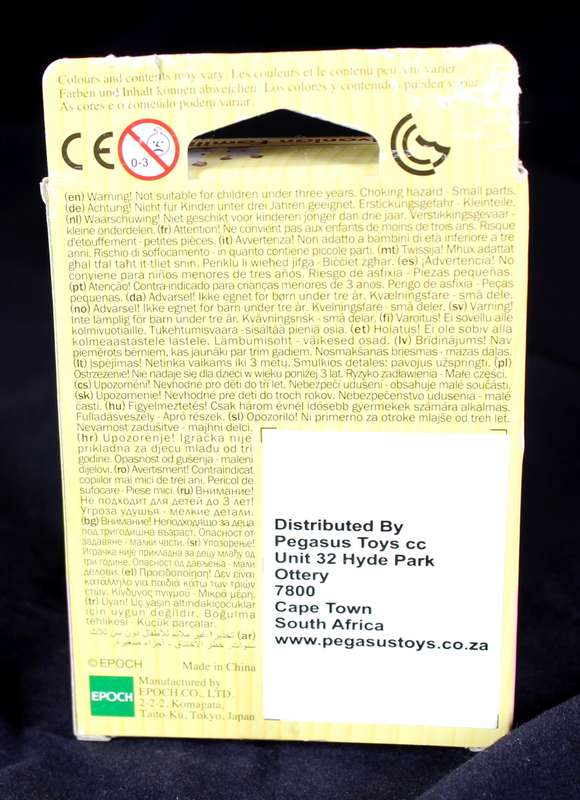 Colours and contents may vary. Les couleurs et le contenu peuvent varier
Farben und Inhalt können abweichen. Los colores y contenidos pueden variar
As cores e o conteúdo podem variar.
CE
0-3
(en) Warning! Not suitable for children under three years. Choking hazard - Small parts.
(de) Achtung! Nicht für Kinder unter drei Jahren geeignet. Erstickungsgefahr - Kleinteile.
(nl) Waarschuwing! Niet geschikt voor kinderen jonger dan drie jaar. Verstikkingsgevaar -
kleine onderdelen. (fr) Attention! Ne convient pas aux enfants de moins de trois ans. Risque
d'étouffement - petites pièces. (it) Avvertenza! Non adatto a bambini di età inferiore a tre
anni. Rischio di soffocamento - in quanto contiene piccole parti. (mt) Twissija! Mhux adattat
għal tfal taħt it-tliet snin. Periklu li wieħed jifga - Bicciet zgħar. (es) ¡Advertencia! No
conviene para niños menores de tres años. Riesgo de asfixia - Piezas pequeñas.
(pt) Atenção! Contra-indicado para crianças menores de 3 anos. Perigo de asfixia - Peças
pequenas. (da) Advarsel! Ikke egnet for børn under tre år. Kvælningsfare - små dele.
(no) Advarsel! Ikke egnet for barn under tre år. Kvelningsfare - små deler. (sv) Varning!
Inte lämplig för barn under tre år. Kvävningsrisk - små delar. (fi) Varoitus! Ei sovellu alle
kolmivuotiaille. Tukehtumisvaara - sisältää pieniä osia. (et) Hoiatus! Ei ole sobiv alla
kolmeaastastele lastele. Lämbumisoht - väikesed osad. (lv) Brīdinājums! Nav
piemērots bērniem, kas jaunāki par trim gadiem. Nosmakšanas briesmas - mazas daļas.
(lt) Įspėjimas! Netinka vaikams iki 3 metų. Smulkios detalės: pavojus užspringti. (pl)
Ostrzeżenie! Nie nadaje się dla dzieci w wieku poniżej 3 lat. Ryzyko zadławienia - Małe części.
(cs) Upozornění! Nevhodné pro děti do tří let. Nebezpečí udušení - obsahuje malé součásti.
(sk) Upozornenie! Nevhodné pre deti do troch rokov. Nebezpečenstvo udusenia - malé
časti. (hu) Figyelmeztetés! Csak három évnél idősebb gyermekek számára alkalmas.
Fulladásveszély - Apró részek. (sl) Opozorilo! Ni primerno za otroke mlajše od treh let.
Nevarnost zadušitve - majhni delci.
(hr) Upozorenje! Igračka nije
prikladna za djecu mlađu od tri
godine. Opasnost od gušenja - maleni
dijelovi. (ro) Avertisment! Contraindicat
copiilor mai mici de trei ani. Pericol de
sufocare - Piese mici. (ru) Внимание!
Не подходит для детей до 3 лет!
Угроза удушья - мелкие детали.
(bg) Внимание! Неподходящо за деца
под тригодишна възраст. Опасност от
задавяне - малки части. (sr) Упозорење!
Играчка није прикладна за децу млађу од
три године. Опасност од дављења - мали
делови. (el) Προειδοποίηση! Δεν είναι
κατάλληλο για παιδιά κάτω των τριών
ετών. Κίνδυνος πνιγμού - Μικρά μέρη.
(tr) Uyarı! Üç yaşın altındakiçocuklar
için uygun değildir. Boğulma
tehlikesi - Küçük parçalar.
(ar) تحذير! غير ملائم للأطفال دون سن ثلاث
سنوات. خطر الاختناق - أجزاء صغيرة.
© EPOCH Made in China
EPOCH
Manufactured by
EPOCH CO., LTD.
2-2-2, Komagata,
Taito-Ku, Tokyo, Japan
Distributed By
Pegasus Toys cc
Unit 32 Hyde Park
Ottery
7800
Cape Town
South Africa
www.pegasustoys.co.za